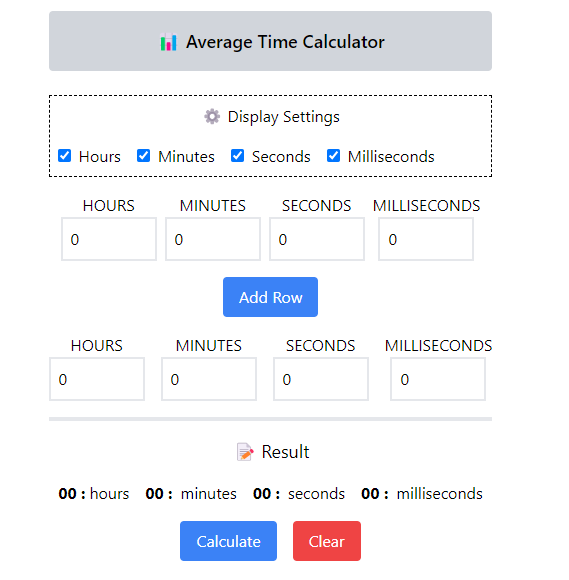 Average Time Calculator
Display Settings
Hours Minutes Seconds Milliseconds
HOURS MINUTES SECONDS MILLISECONDS
0 0 0 0
Add Row
HOURS MINUTES SECONDS MILLISECONDS
0 0 0 0
Result
00 : hours 00 : minutes 00 : seconds 00 : milliseconds
Calculate Clear